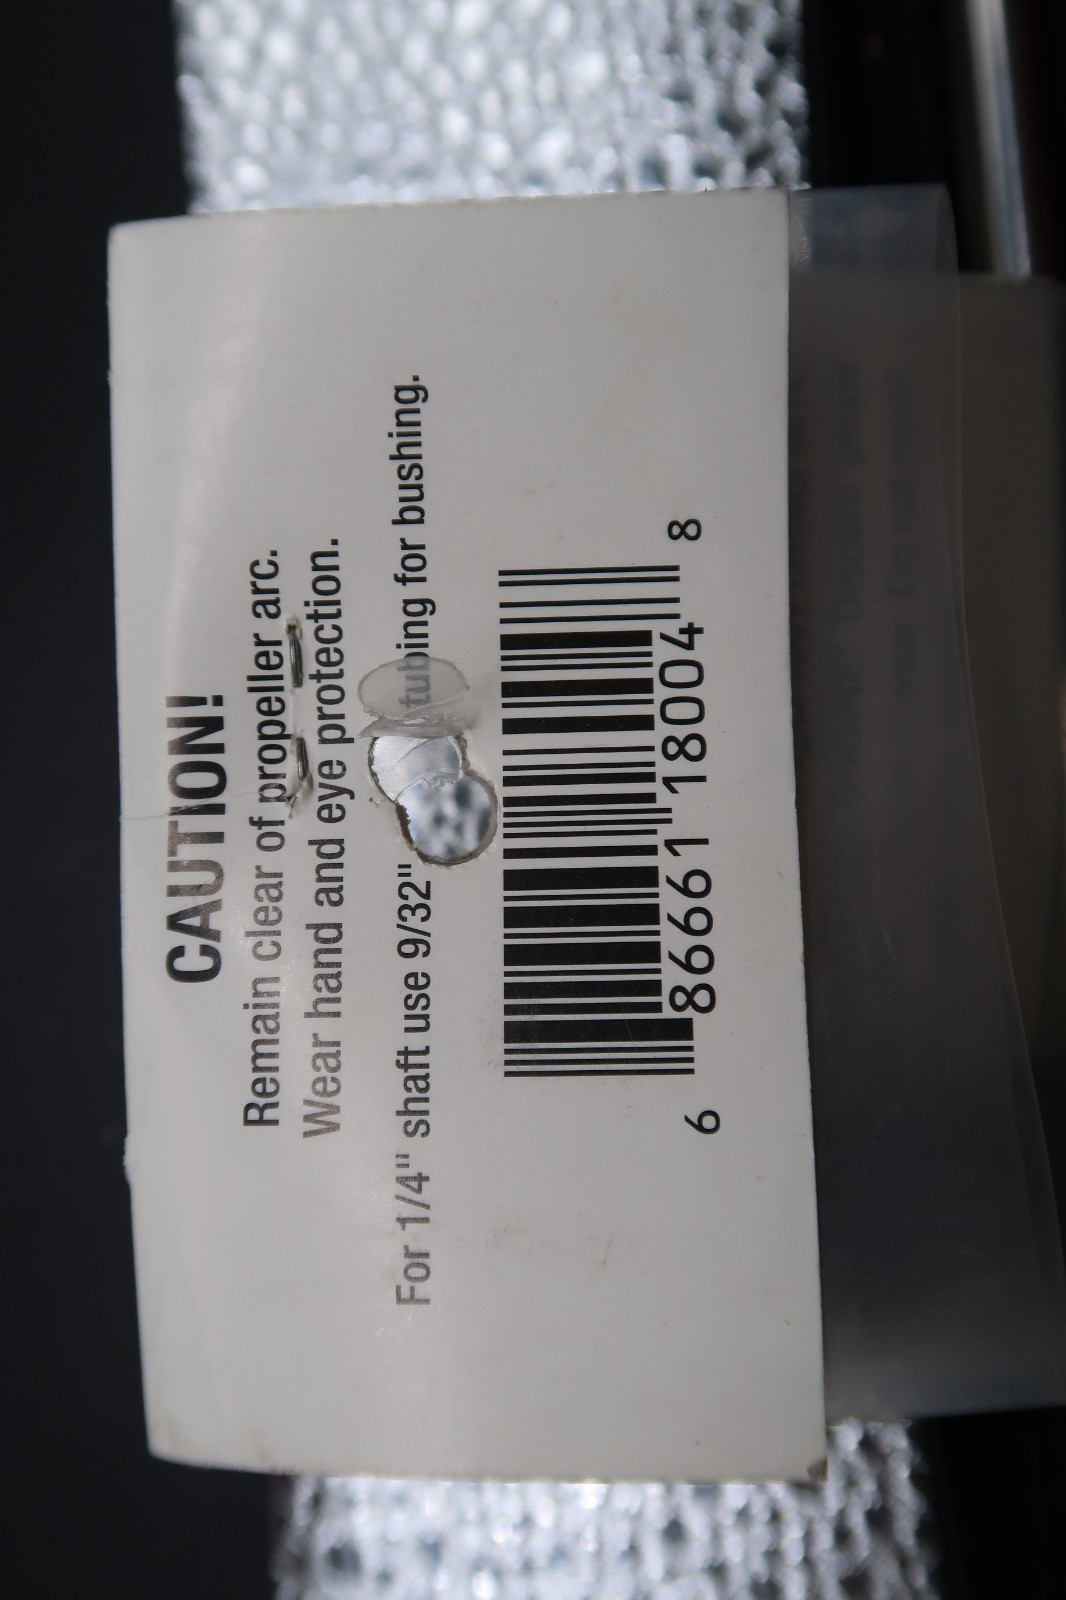 CAUTION!
Remain clear of propeller arc.
Wear hand and eye protection.
For 1/4" shaft use 9/32" tubing for bushing.
6 86661 18004 8